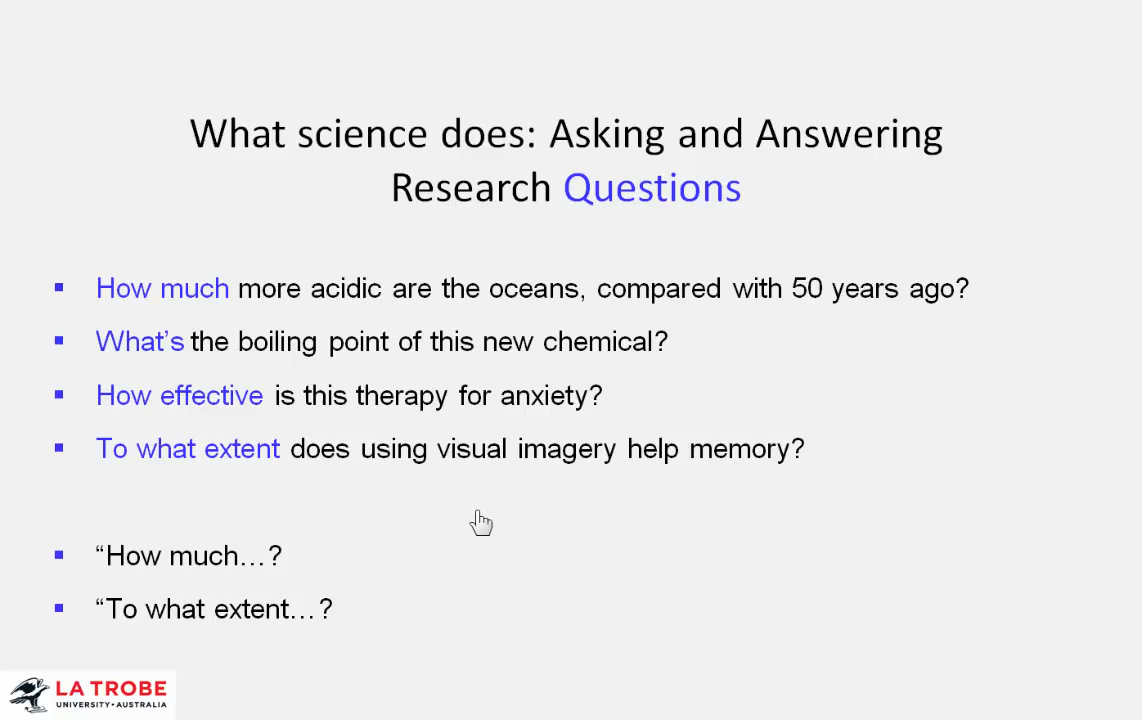 What science does: Asking and Answering
Research Questions
▪ How much more acidic are the oceans, compared with 50 years ago?
▪ What’s the boiling point of this new chemical?
▪ How effective is this therapy for anxiety?
▪ To what extent does using visual imagery help memory?
▪ “How much…?
▪ “To what extent…?
LA TROBE
UNIVERSITY • AUSTRALIA